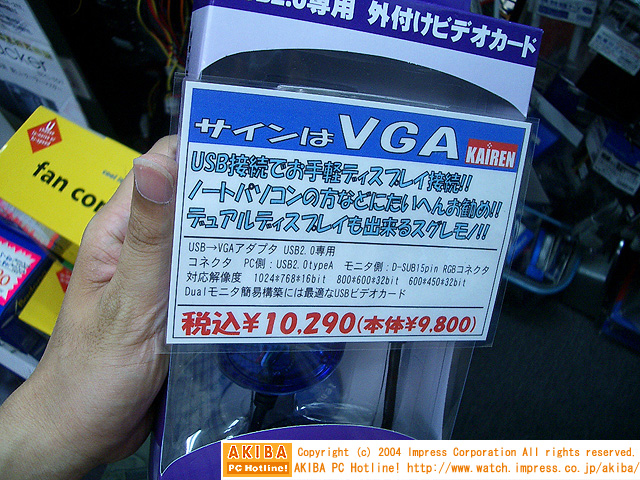 B2.0専用 外付けビデオカード
fan cor
サインはVGA
KAiREN
USB接続でお手軽ディスプレイ接続!!
ノートパソコンの方などにたいへんお勧め!!
デュアルディスプレイも出来るスグレモノ!!
USB→VGAアダプタ USB2.0専用
コネクタ PC側：USB2.0typeA モニタ側：D-SUB15pin RGBコネクタ
対応解像度 1024*768*16bit 800*600*32bit 600*450*32bit
Dualモニタ簡易構築には最適なUSBビデオカード
税込¥10,290(本体¥9,800)
AKIBA PC Hotline!
Copyright (c) 2004 Impress Corporation All rights reserved.
AKIBA PC Hotline! http://www.watch.impress.co.jp/akiba/